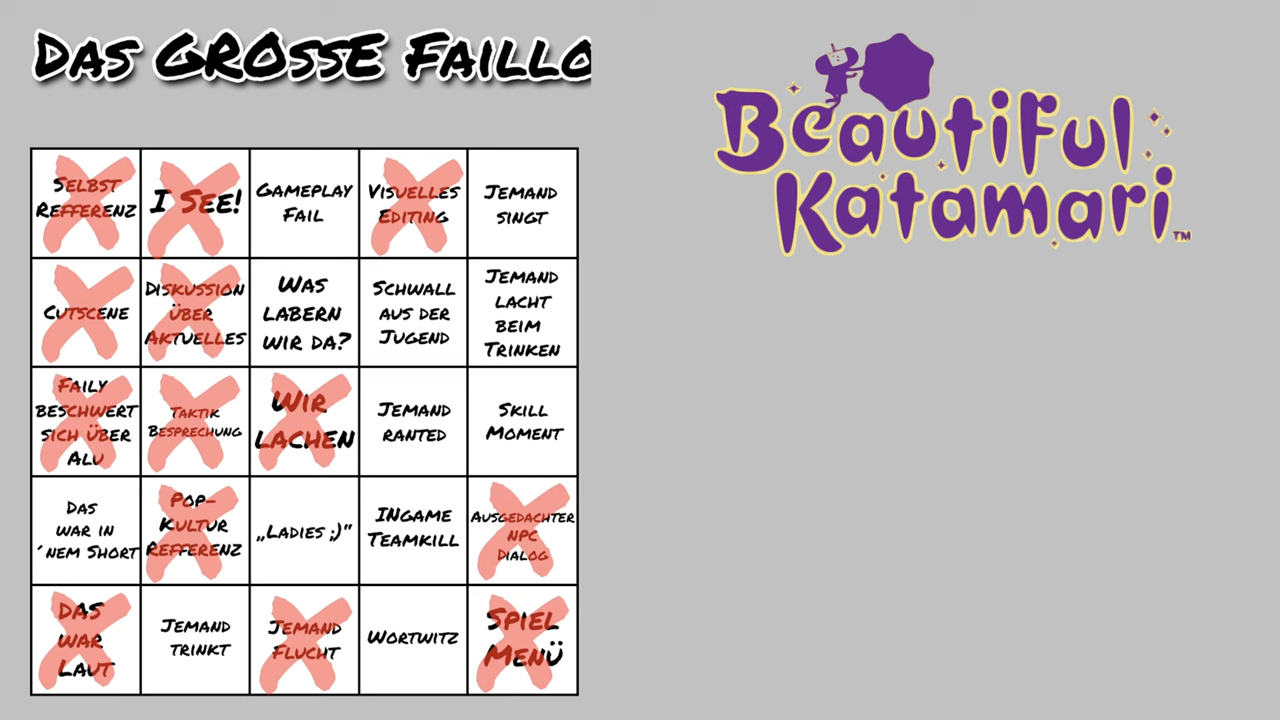 DAS GROSSE FAILLO
Beautiful
Katamari™
SELBST
REFFERENZ
I SEE!
GAMEPLAY
FAIL
VISUELLES
EDITING
JEMAND
SINGT
CUTSCENE
DISKUSSION
ÜBER
AKTUELLES
WAS
LABERN
WIR DA?
SCHWALL
AUS DER
JUGEND
JEMAND
LACHT
BEIM
TRINKEN
FAILY
BESCHWERT
SICH ÜBER
ALU
TAKTIK
BESPRECHUNG
WIR
LACHEN
JEMAND
RANTED
SKILL
MOMENT
DAS
WAR IN
´NEM SHORT
POP-
KULTUR
REFFERENZ
„LADIES ;)"
INGAME
TEAMKILL
AUSGEDACHTER
NPC
DIALOG
DAS
WAR
LAUT
JEMAND
TRINKT
JEMAND
FLUCHT
WORTWITZ
SPIEL
MENÜ